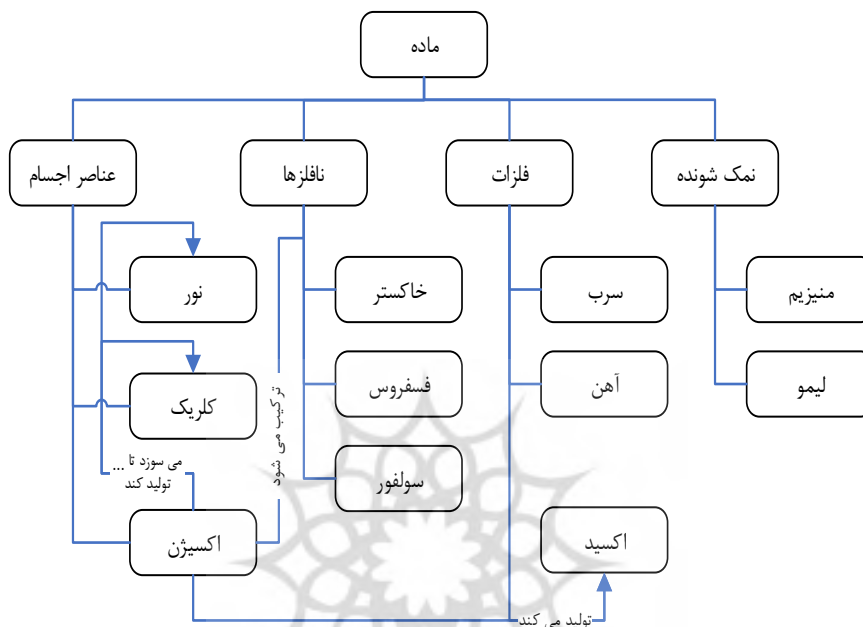 ماده
نمک شونده
فلزات
نافلزها
عناصر اجسام
منیزیم
سرب
خاکستر
نور
لیمو
آهن
فسفروس
کلریک
ترکیب می شود
سولفور
می سوزد تا ...
تولید کند
اکسید
اکسیژن
تولید می کند